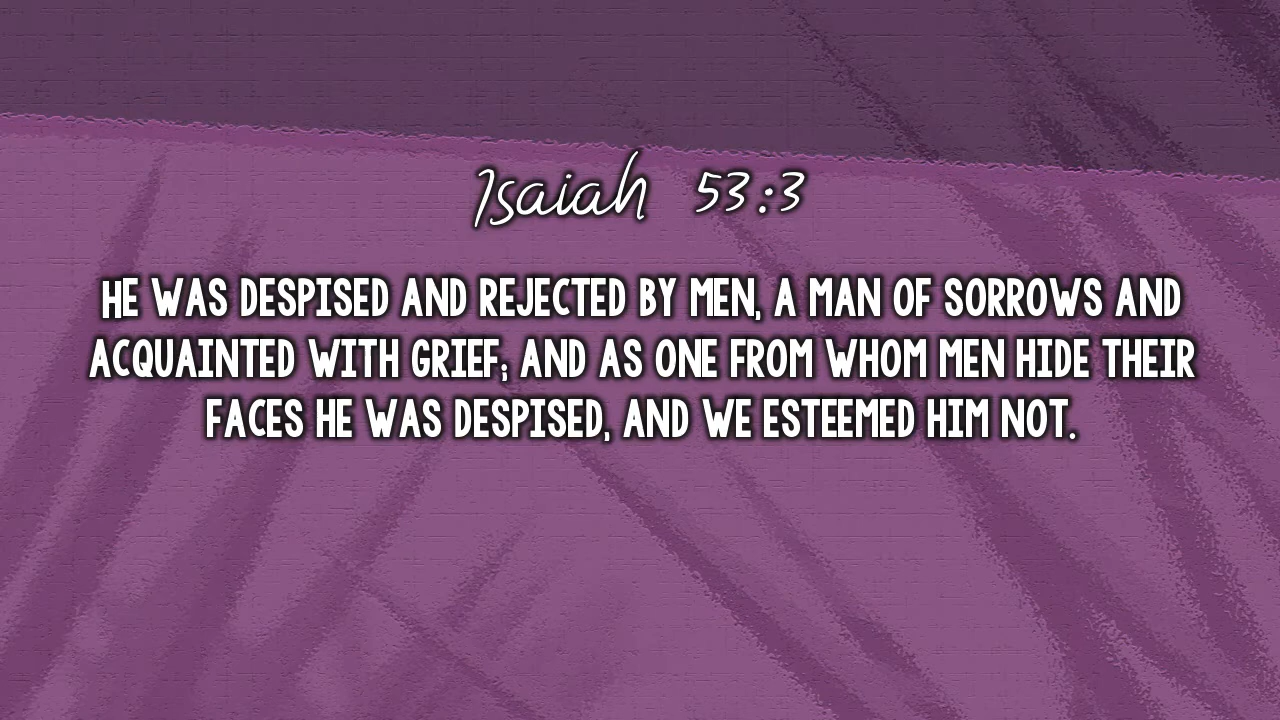 Isaiah 53:3
HE WAS DESPISED AND REJECTED BY MEN, A MAN OF SORROWS AND
ACQUAINTED WITH GRIEF; AND AS ONE FROM WHOM MEN HIDE THEIR
FACES HE WAS DESPISED, AND WE ESTEEMED HIM NOT.